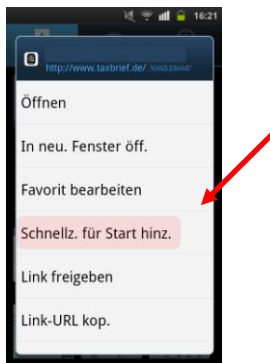 16:21
http://www.taxbrief.de/
Öffnen
In neu. Fenster öff.
Favorit bearbeiten
Schnellz. für Start hinz.
Link freigeben
Link-URL kop.